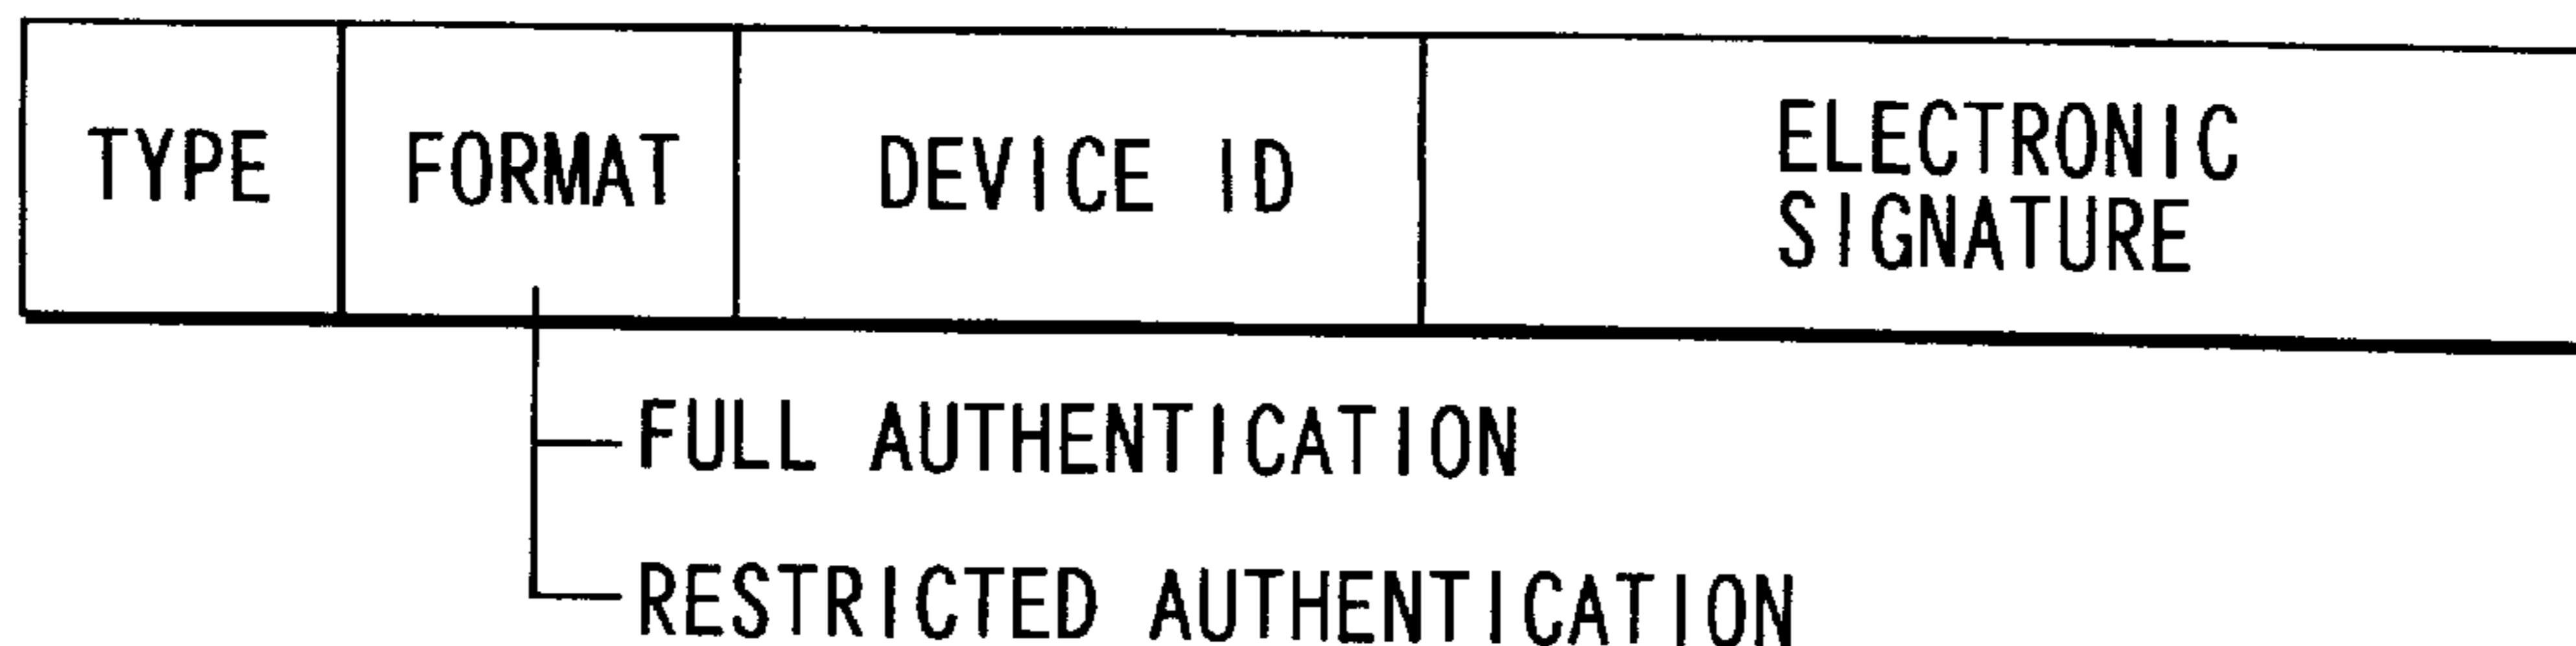 TYPE
FORMAT
DEVICE ID
ELECTRONIC
SIGNATURE
FULL AUTHENTICATION
RESTRICTED AUTHENTICATION